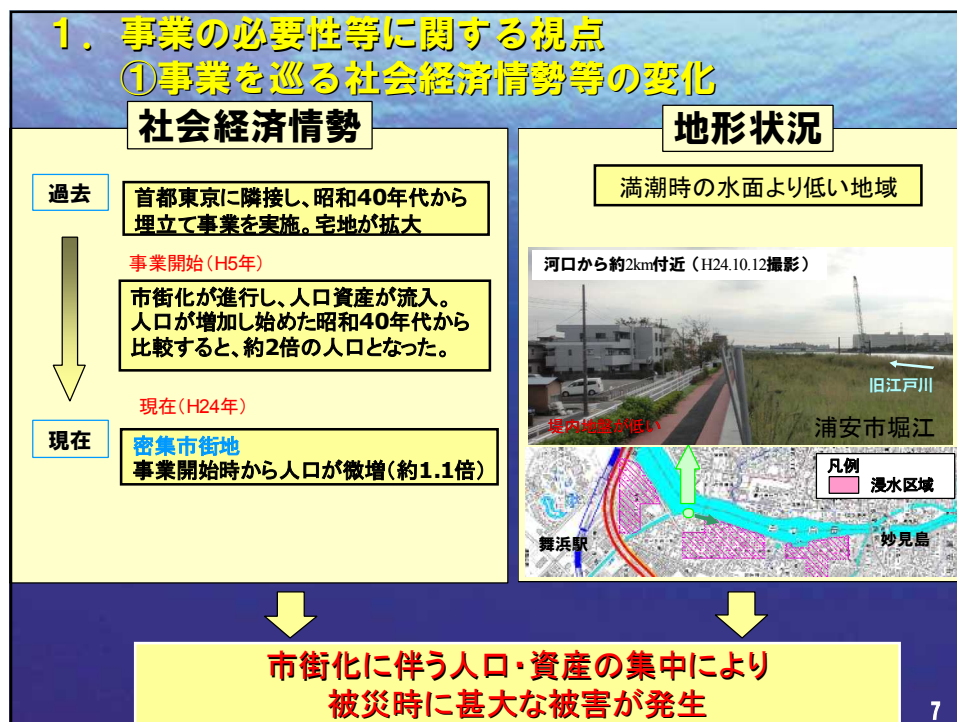 1．事業の必要性等に関する視点
①事業を巡る社会経済情勢等の変化
社会経済情勢
過去
首都東京に隣接し、昭和40年代から
埋立て事業を実施。宅地が拡大
事業開始（H5年）
市街化が進行し、人口資産が流入。
人口が増加し始めた昭和40年代から
比較すると、約2倍の人口となった。
現在（H24年）
現在
密集市街地
事業開始時から人口が微増（約1.1倍）
地形状況
満潮時の水面より低い地域
河口から約2km付近（H24.10.12撮影）
旧江戸川
堤内地盤が低い
浦安市堀江
凡例
浸水区域
舞浜駅
妙見島
市街化に伴う人口・資産の集中により
被災時に甚大な被害が発生
7